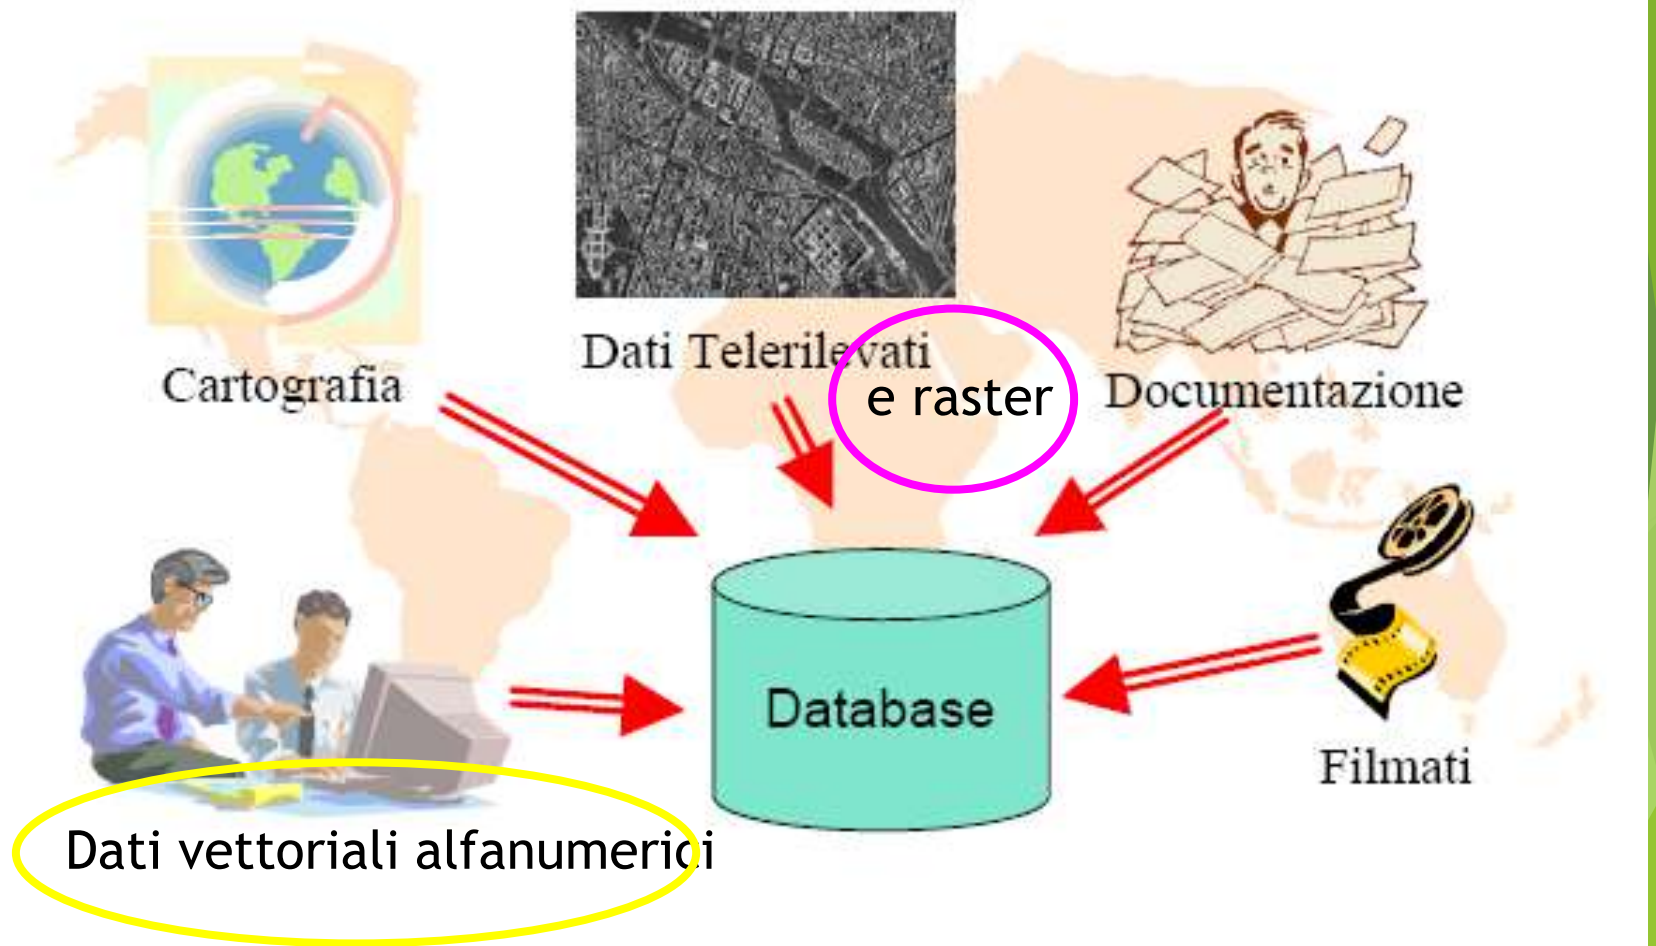 Cartografia
Dati Telerilevati
e raster
Documentazione
Database
Filmati
Dati vettoriali alfanumerici